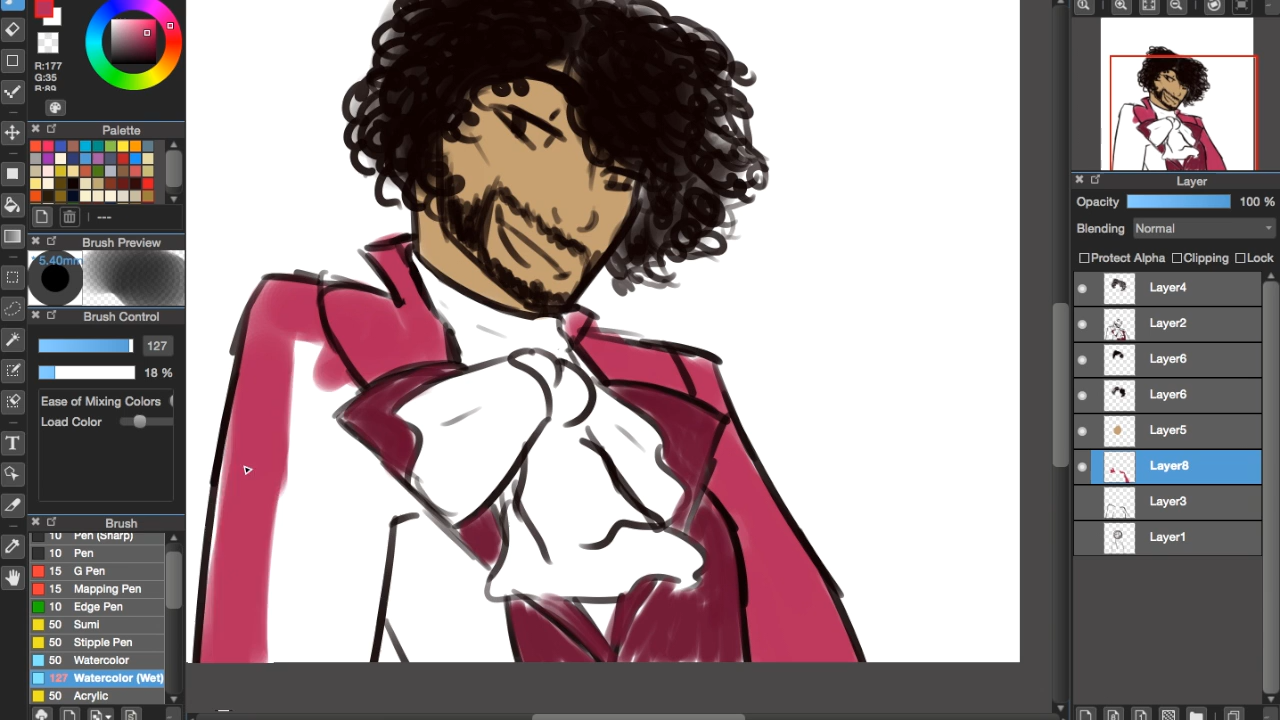 R:177
G:35
B:89
Palette
---
Brush Preview
15.40mm
Brush Control
127
18 %
Ease of Mixing Colors
Load Color
Brush
10 Pen (Sharp)
10 Pen
15 G Pen
15 Mapping Pen
10 Edge Pen
50 Sumi
50 Stipple Pen
50 Watercolor
127 Watercolor (Wet)
50 Acrylic
T
Layer
Opacity 100 %
Blending Normal
Protect Alpha Clipping Lock
Layer4
Layer2
Layer6
Layer6
Layer5
Layer8
Layer3
Layer1